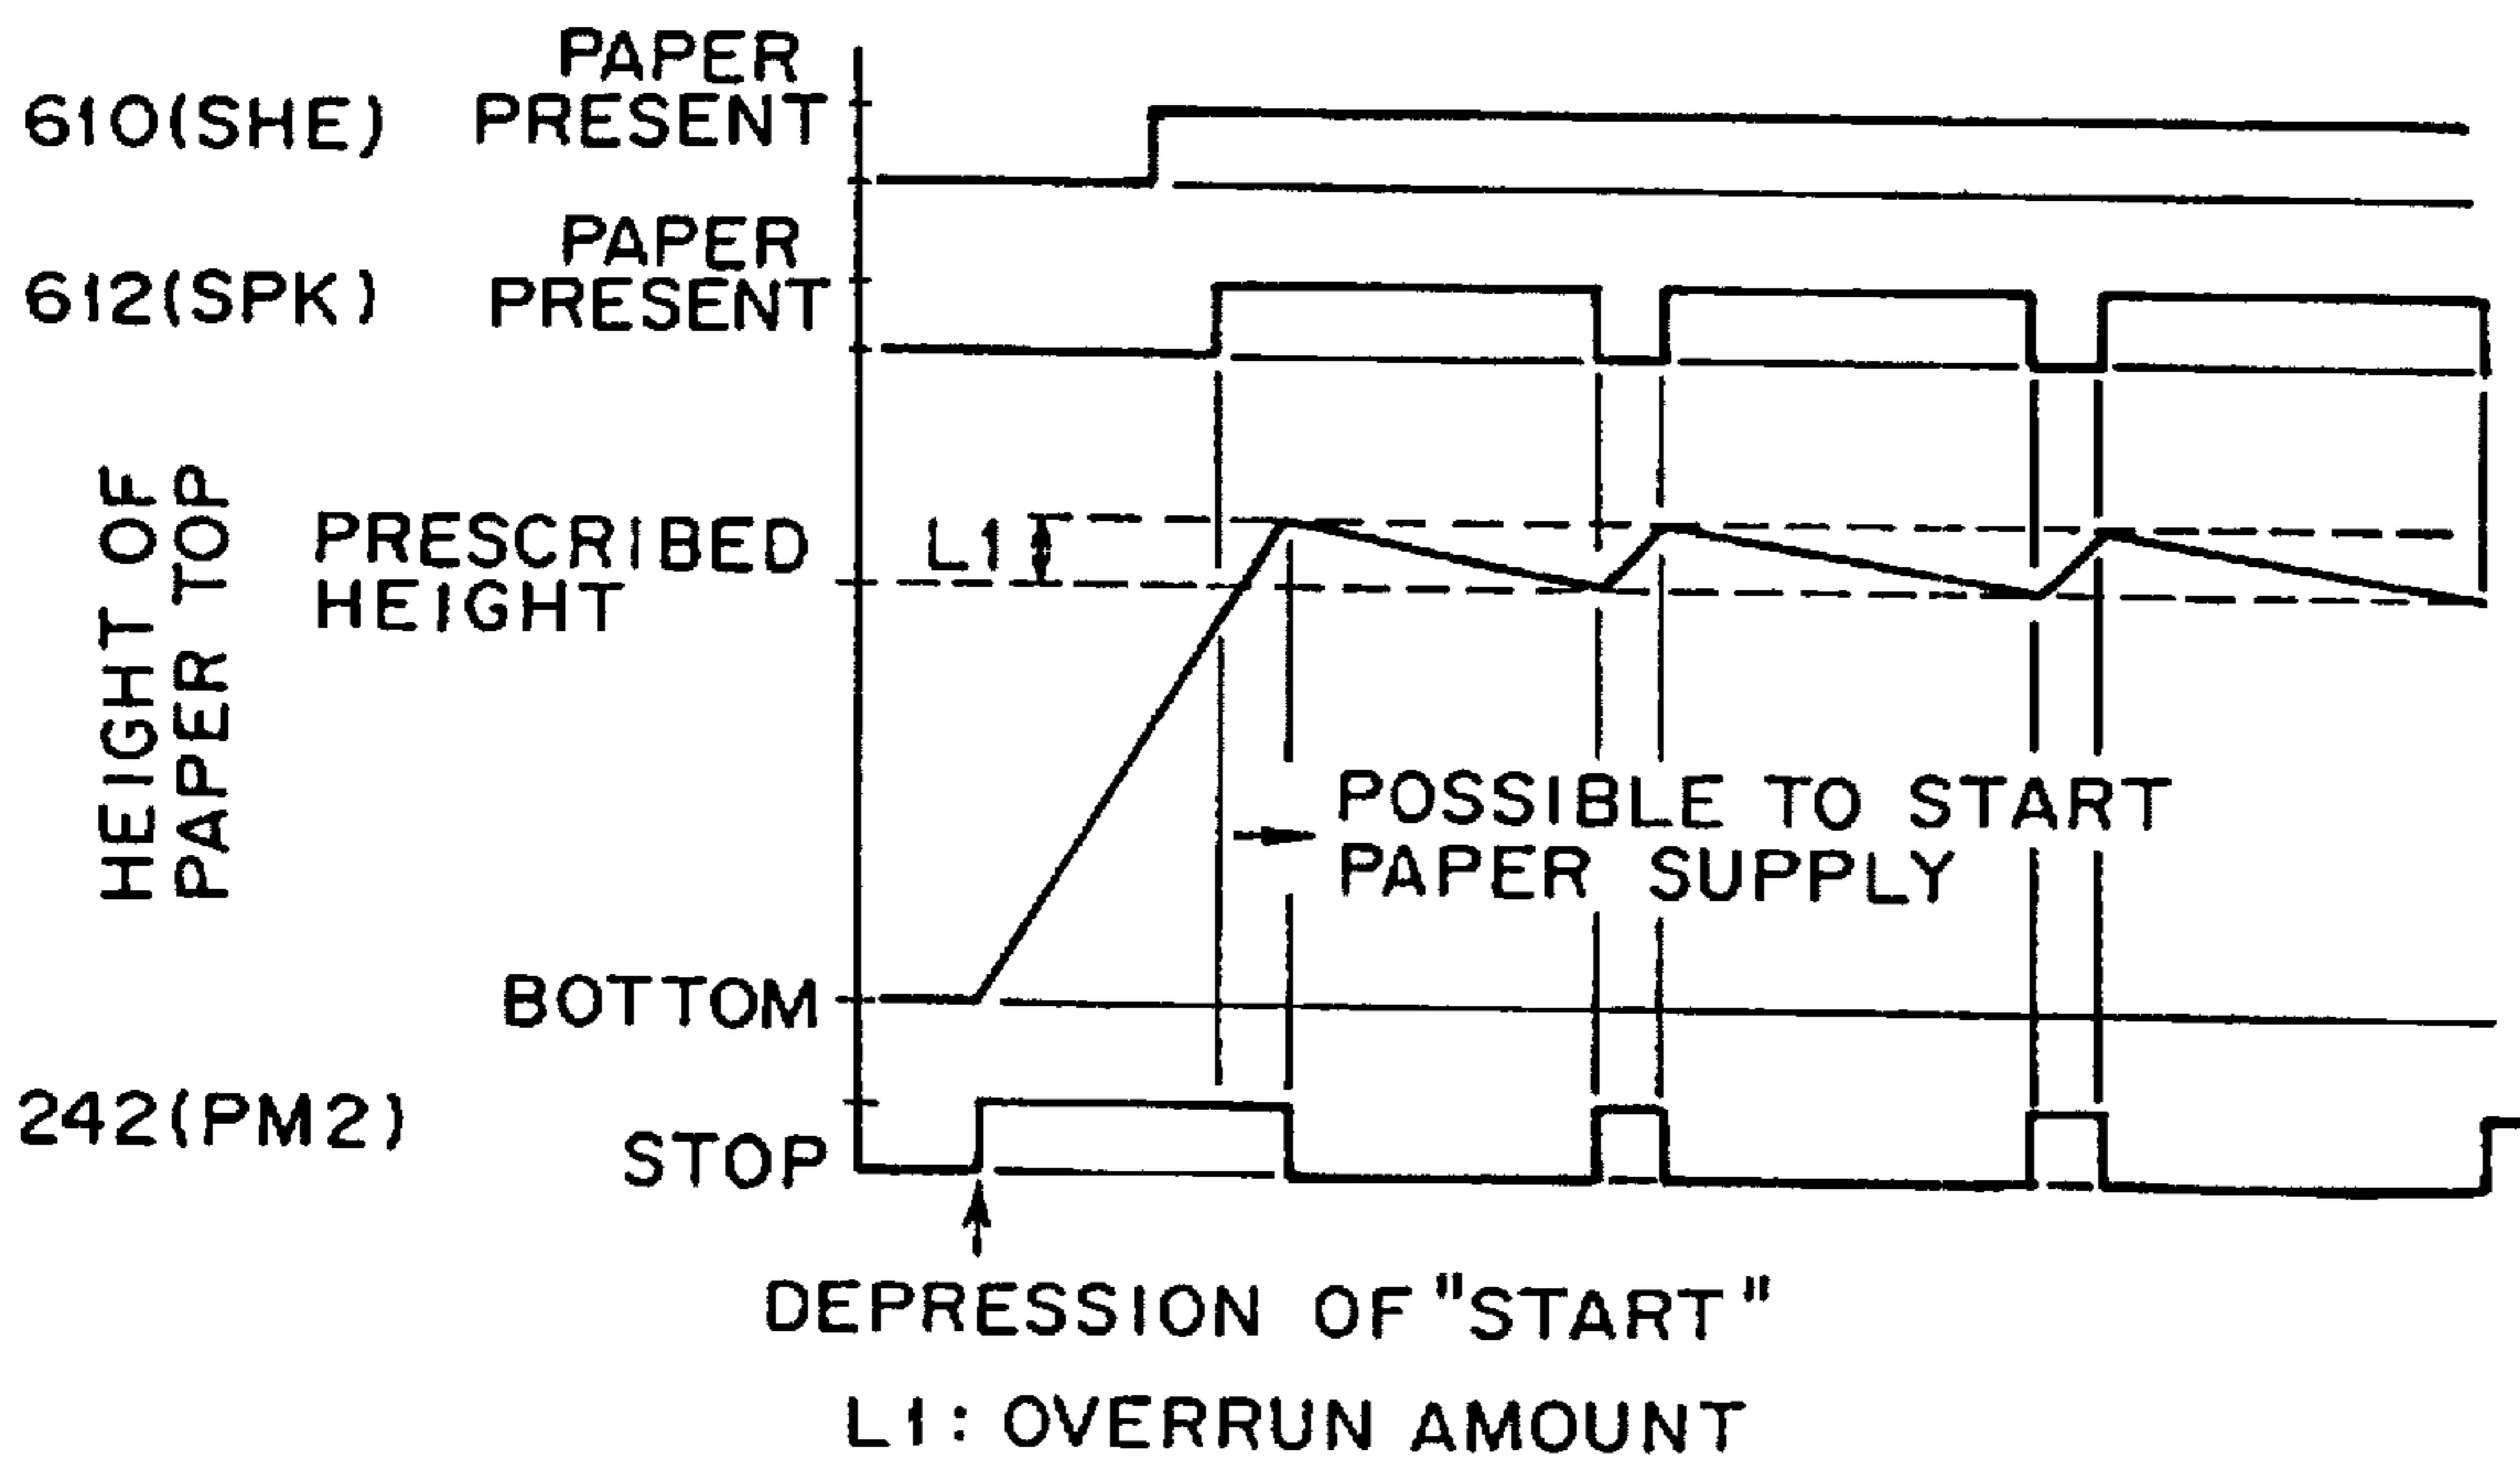 PAPER
610(SHE) PRESENT
PAPER
612(SPK) PRESENT
HEIGHT OF
PAPER TOP
PRESCRIBED
HEIGHT
L1
POSSIBLE TO START
PAPER SUPPLY
BOTTOM
242(PM2)
STOP
DEPRESSION OF "START"
L1: OVERRUN AMOUNT